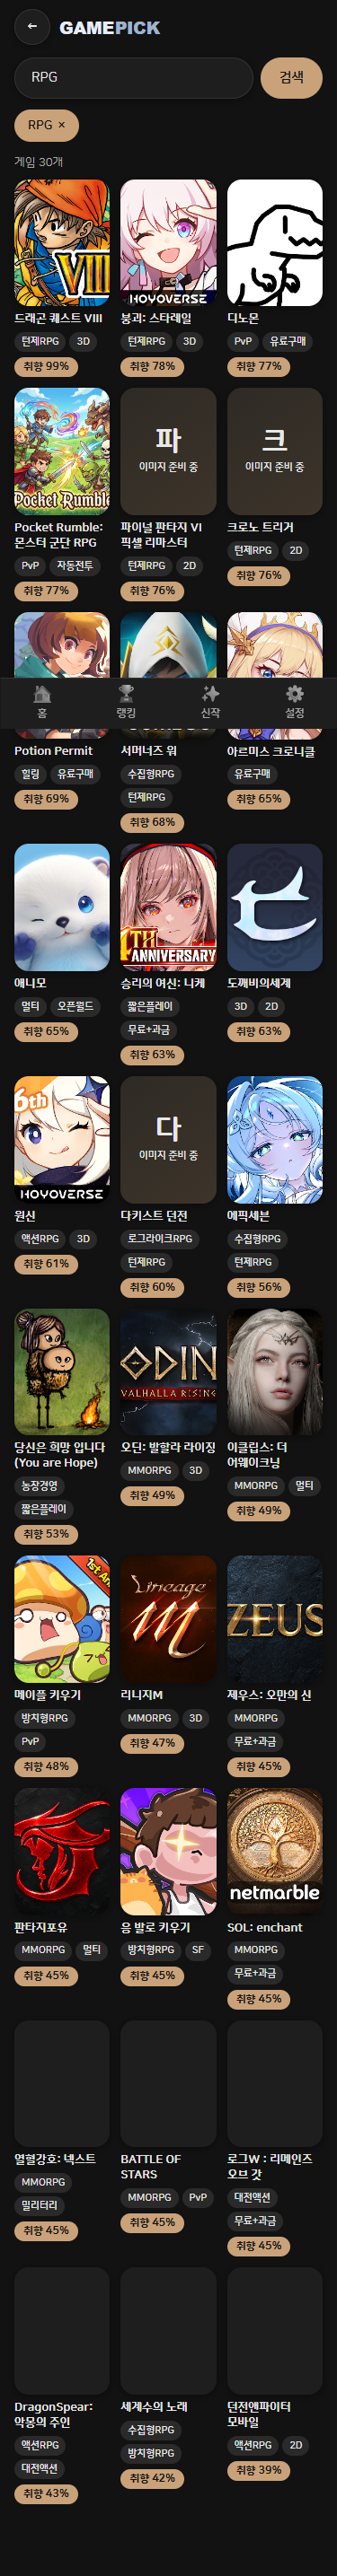 ←
GAMEPICK
RPG
검색
RPG ×
게임 30개
HOYOVERSE
드래곤 퀘스트 VIII
턴제RPG 3D
취향 99%
붕괴: 스타레일
턴제RPG 3D
취향 78%
디노몬
PvP 유료구매
취향 77%
Pocket Rumble
파
이미지 준비 중
크
이미지 준비 중
Pocket Rumble:
몬스터 군단 RPG
PvP 자동전투
취향 77%
파이널 판타지 VI
픽셀 리마스터
턴제RPG 2D
취향 76%
크로노 트리거
턴제RPG 2D
취향 76%
홈
랭킹
신작
설정
Potion Permit
힐링 유료구매
취향 69%
서머너즈 워
수집형RPG
턴제RPG
취향 68%
아르미스 크로니클
유료구매
취향 65%
4TH
ANNIVERSARY
애니모
멀티 오픈월드
취향 65%
승리의 여신: 니케
짧은플레이
무료+과금
취향 63%
도깨비의세계
3D 2D
취향 63%
6th
HOYOVERSE
다
이미지 준비 중
원신
액션RPG 3D
취향 61%
다키스트 던전
로그라이크RPG
턴제RPG
취향 60%
에픽세븐
수집형RPG
턴제RPG
취향 56%
ODIN
VALHALLA RISING
당신은 희망 입니다
(You are Hope)
농장경영
짧은플레이
취향 53%
오딘: 발할라 라이징
MMORPG 3D
취향 49%
이클립스: 더
어웨이크닝
MMORPG 멀티
취향 49%
1st An
Lineage
M
ZEUS
메이플 키우기
방치형RPG
PvP
취향 48%
리니지M
MMORPG 3D
취향 47%
제우스: 오만의 신
MMORPG
무료+과금
취향 45%
netmarble
판타지포유
MMORPG 멀티
취향 45%
음 발로 키우기
방치형RPG SF
취향 45%
SOL: enchant
MMORPG
무료+과금
취향 45%
열혈강호: 넥스트
MMORPG
밀리터리
취향 45%
BATTLE OF
STARS
MMORPG PvP
취향 45%
로그W : 리메인즈
오브 갓
대전액션
무료+과금
취향 45%
DragonSpear:
악몽의 주인
액션RPG
대전액션
취향 43%
세계수의 노래
수집형RPG
방치형RPG
취향 42%
던전앤파이터
모바일
액션RPG 2D
취향 39%